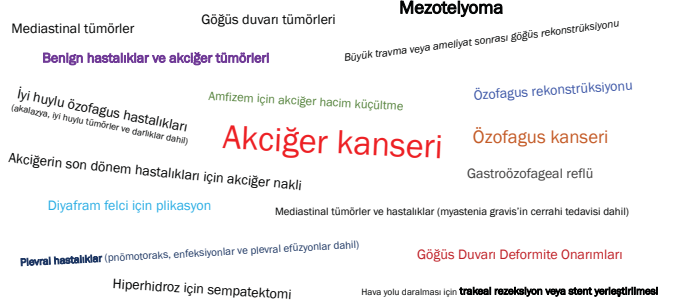 Mezotelyoma
Göğüs duvarı tümörleri
Mediastinal tümörler
Büyük travma veya ameliyat sonrası göğüs rekonstrüksiyonu
Benign hastalıklar ve akciğer tümörleri
Özofagus rekonstrüksiyonu
İyi huylu özofagus hastalıkları
(akalazya, iyi huylu tümörler ve darlıklar dahil)
Amfizem için akciğer hacim küçültme
Akciğer kanseri
Özofagus kanseri
Akciğerin son dönem hastalıkları için akciğer nakli
Gastroözofageal reflü
Diyafram felci için plikasyon
Mediastinal tümörler ve hastalıklar (myastenia gravis'in cerrahi tedavisi dahil)
Plevral hastalıklar (pnömotoraks, enfeksiyonlar ve plevral efüzyonlar dahil)
Göğüs Duvarı Deformite Onarımları
Hiperhidroz için sempatektomi
Hava yolu daralması için trakeal rezeksiyon veya stent yerleştirilmesi